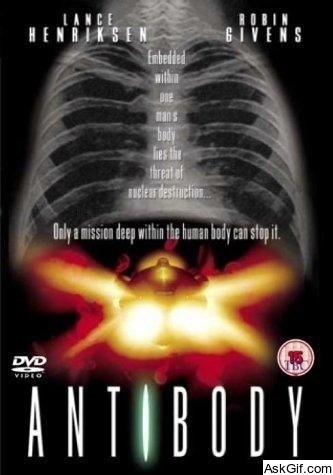 LANCE HENRIKSEN
ROBIN GIVENS
Embedded
within
one
man's
body
lies the
threat of
nuclear destruction...
Only a mission deep within the human body can stop it.
DVD
VIDEO
15
ANTIBODY
AskGif.com